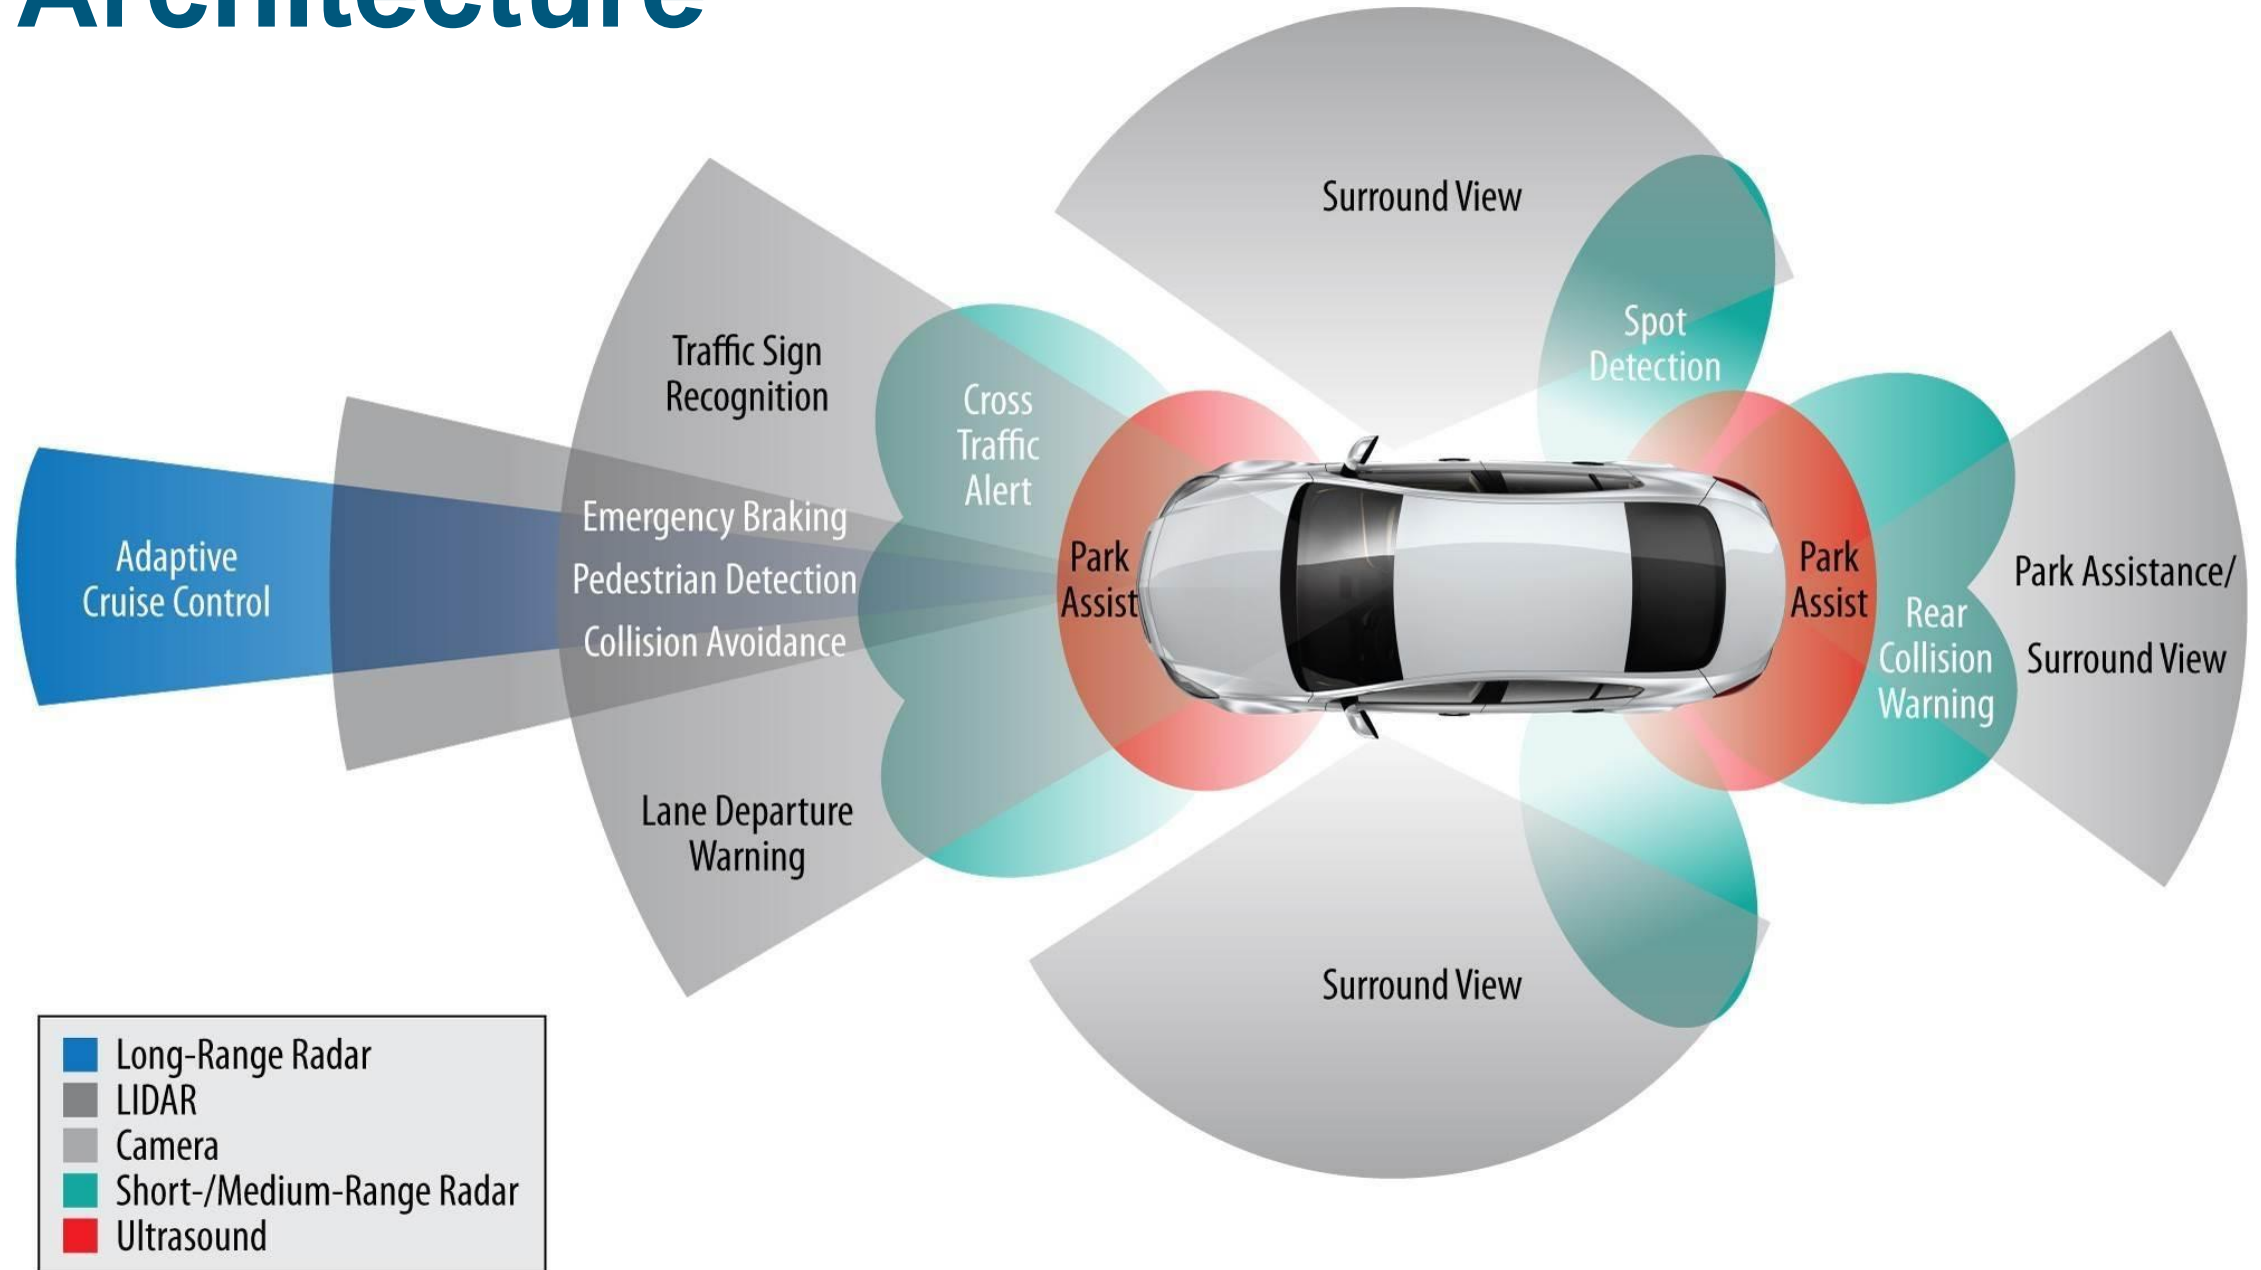 Architecture
Surround View
Spot
Detection
Traffic Sign
Recognition
Cross
Traffic
Alert
Emergency Braking
Pedestrian Detection
Collision Avoidance
Adaptive
Cruise Control
Park
Assist
Park
Assist
Rear
Collision
Warning
Park Assistance/
Surround View
Lane Departure
Warning
Surround View
Long-Range Radar
LIDAR
Camera
Short-/Medium-Range Radar
Ultrasound